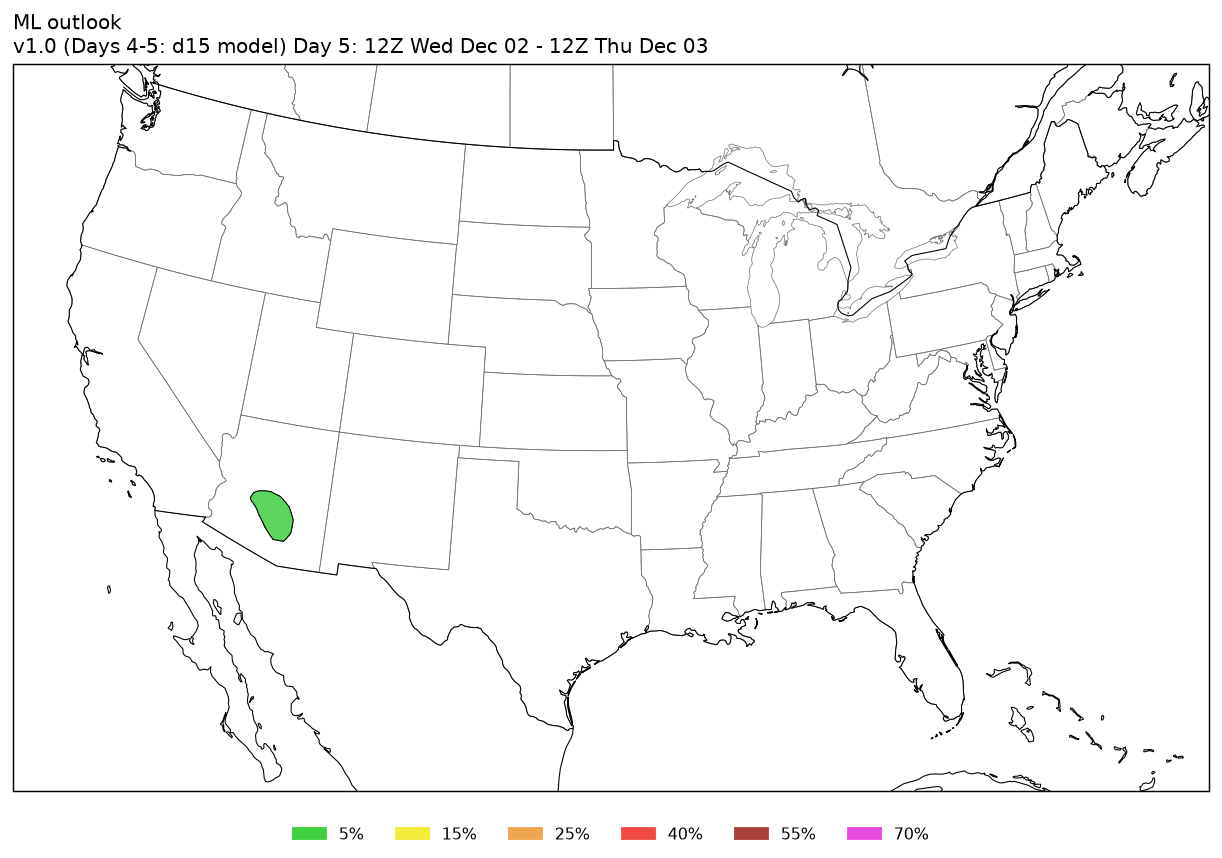 ML outlook
v1.0 (Days 4-5: d15 model) Day 5: 12Z Wed Dec 02 - 12Z Thu Dec 03
5% 15% 25% 40% 55% 70%